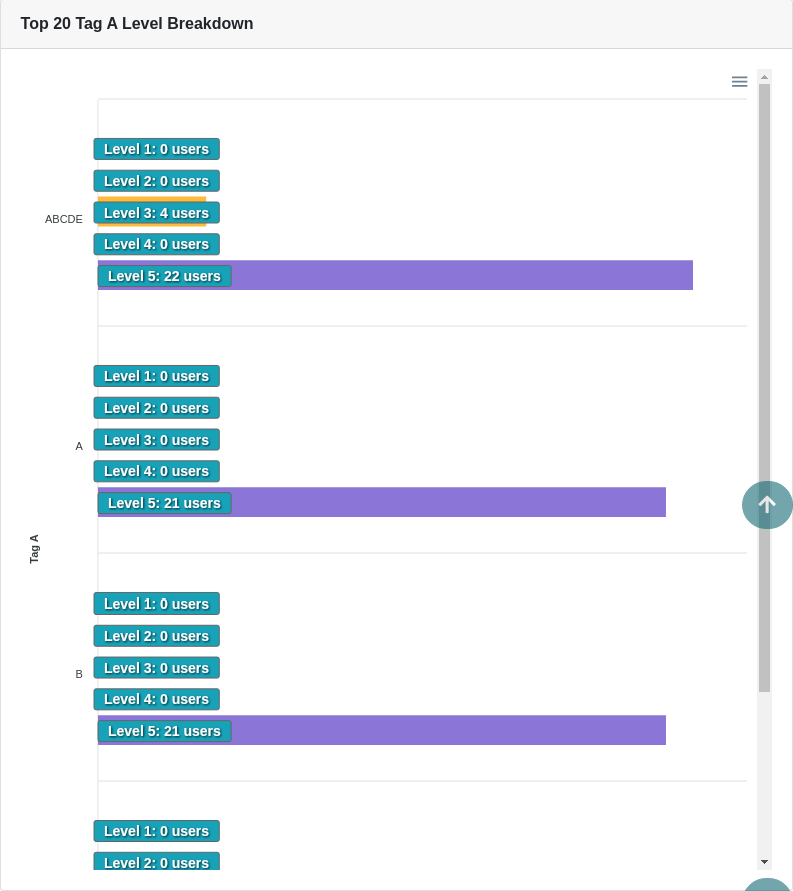 Top 20 Tag A Level Breakdown
Level 1: 0 users
Level 2: 0 users
ABCDE
Level 3: 4 users
Level 4: 0 users
Level 5: 22 users
Level 1: 0 users
Level 2: 0 users
A
Level 3: 0 users
Level 4: 0 users
Level 5: 21 users
Tag A
Level 1: 0 users
Level 2: 0 users
B
Level 3: 0 users
Level 4: 0 users
Level 5: 21 users
Level 1: 0 users
Level 2: 0 users